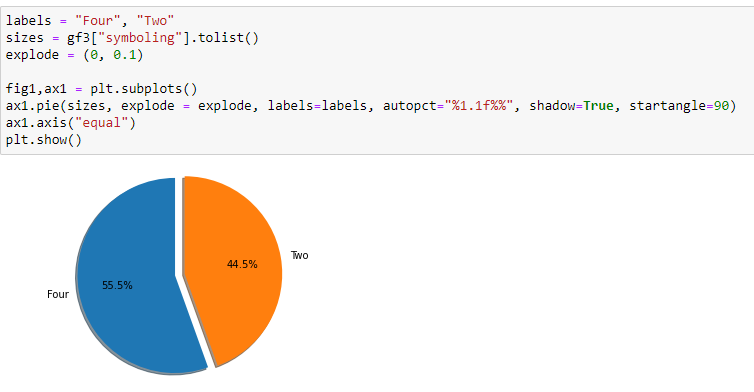 labels = "Four", "Two"
sizes = gf3["symboling"].tolist()
explode = (0, 0.1)
fig1,ax1 = plt.subplots()
ax1.pie(sizes, explode = explode, labels=labels, autopct="%1.1f%%", shadow=True, startangle=90)
ax1.axis("equal")
plt.show()
Two
44.5%
55.5%
Four